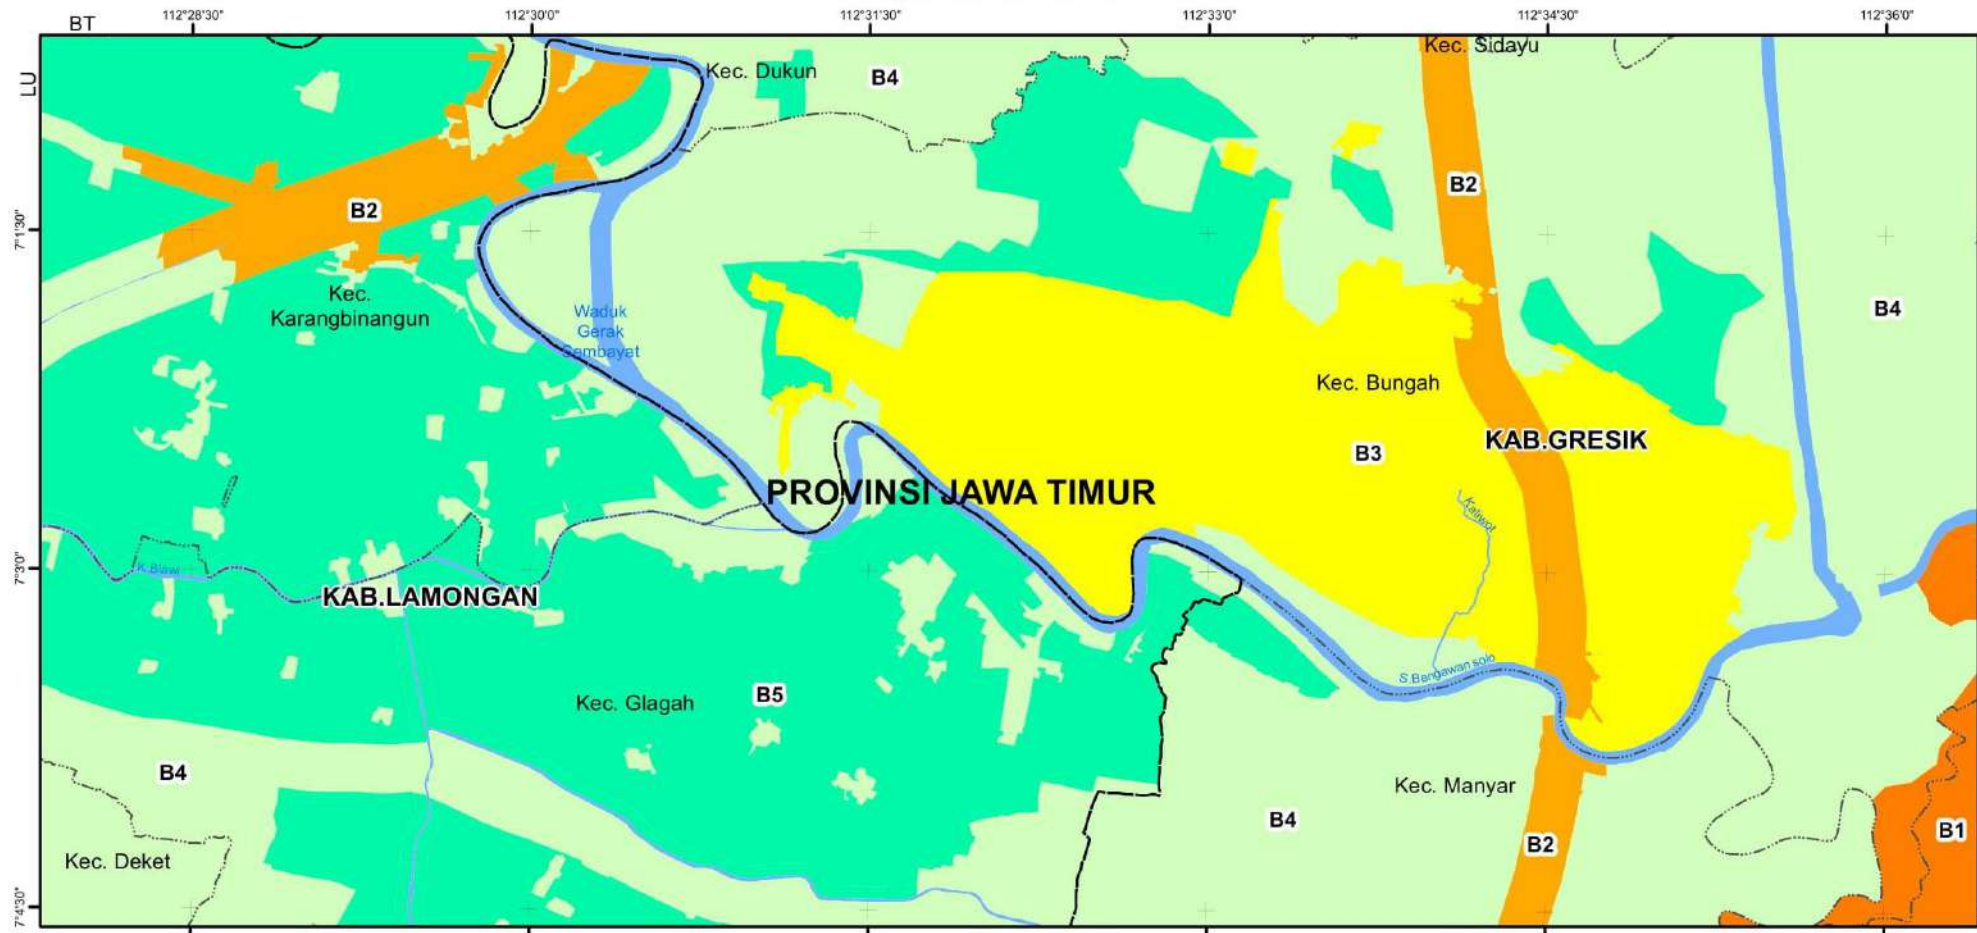 BT
112°28'30"
112°30'0"
112°31'30"
112°33'0"
112°34'30"
112°36'0"
LU
Kec. Sidayu
Kec. Dukun
B4
B2
B2
7°1'30"
Kec.
Karangbinangun
Waduk
Gerak
Sembayat
B4
Kec. Bungah
KAB.GRESIK
B3
PROVINSI JAWA TIMUR
Kaliwot
7°3'0"
K.Blawi
KAB.LAMONGAN
S.Bangawan solo
Kec. Glagah
B5
B4
Kec. Manyar
B4
B2
B1
Kec. Deket
7°4'30"